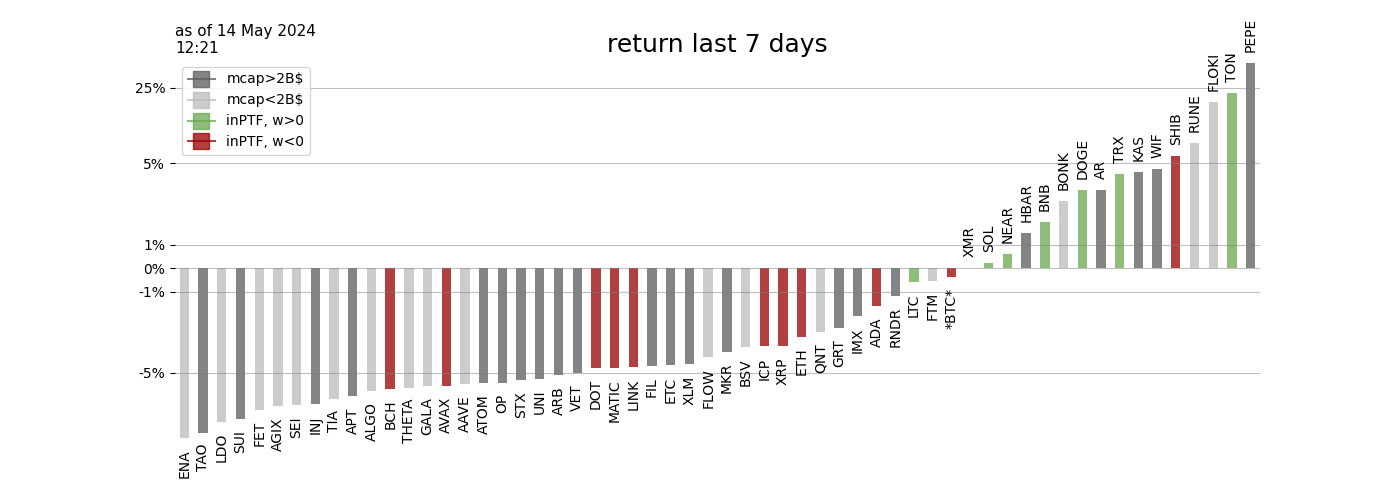 as of 14 May 2024
12:21
return last 7 days
mcap>2B$
mcap<2B$
inPTF, w>0
inPTF, w<0
25%
5%
1%
0%
-1%
-5%
ENA
TAO
LDO
SUI
FET
AGIX
SEI
INJ
TIA
APT
ALGO
BCH
THETA
GALA
AVAX
AAVE
ATOM
OP
STX
UNI
ARB
VET
DOT
MATIC
LINK
FIL
ETC
XLM
FLOW
MKR
BSV
ICP
XRP
ETH
QNT
GRT
IMX
ADA
RNDR
LTC
FTM
*BTC*
XMR
SOL
NEAR
HBAR
BNB
BONK
DOGE
AR
TRX
KAS
WIF
SHIB
RUNE
FLOKI
TON
PEPE